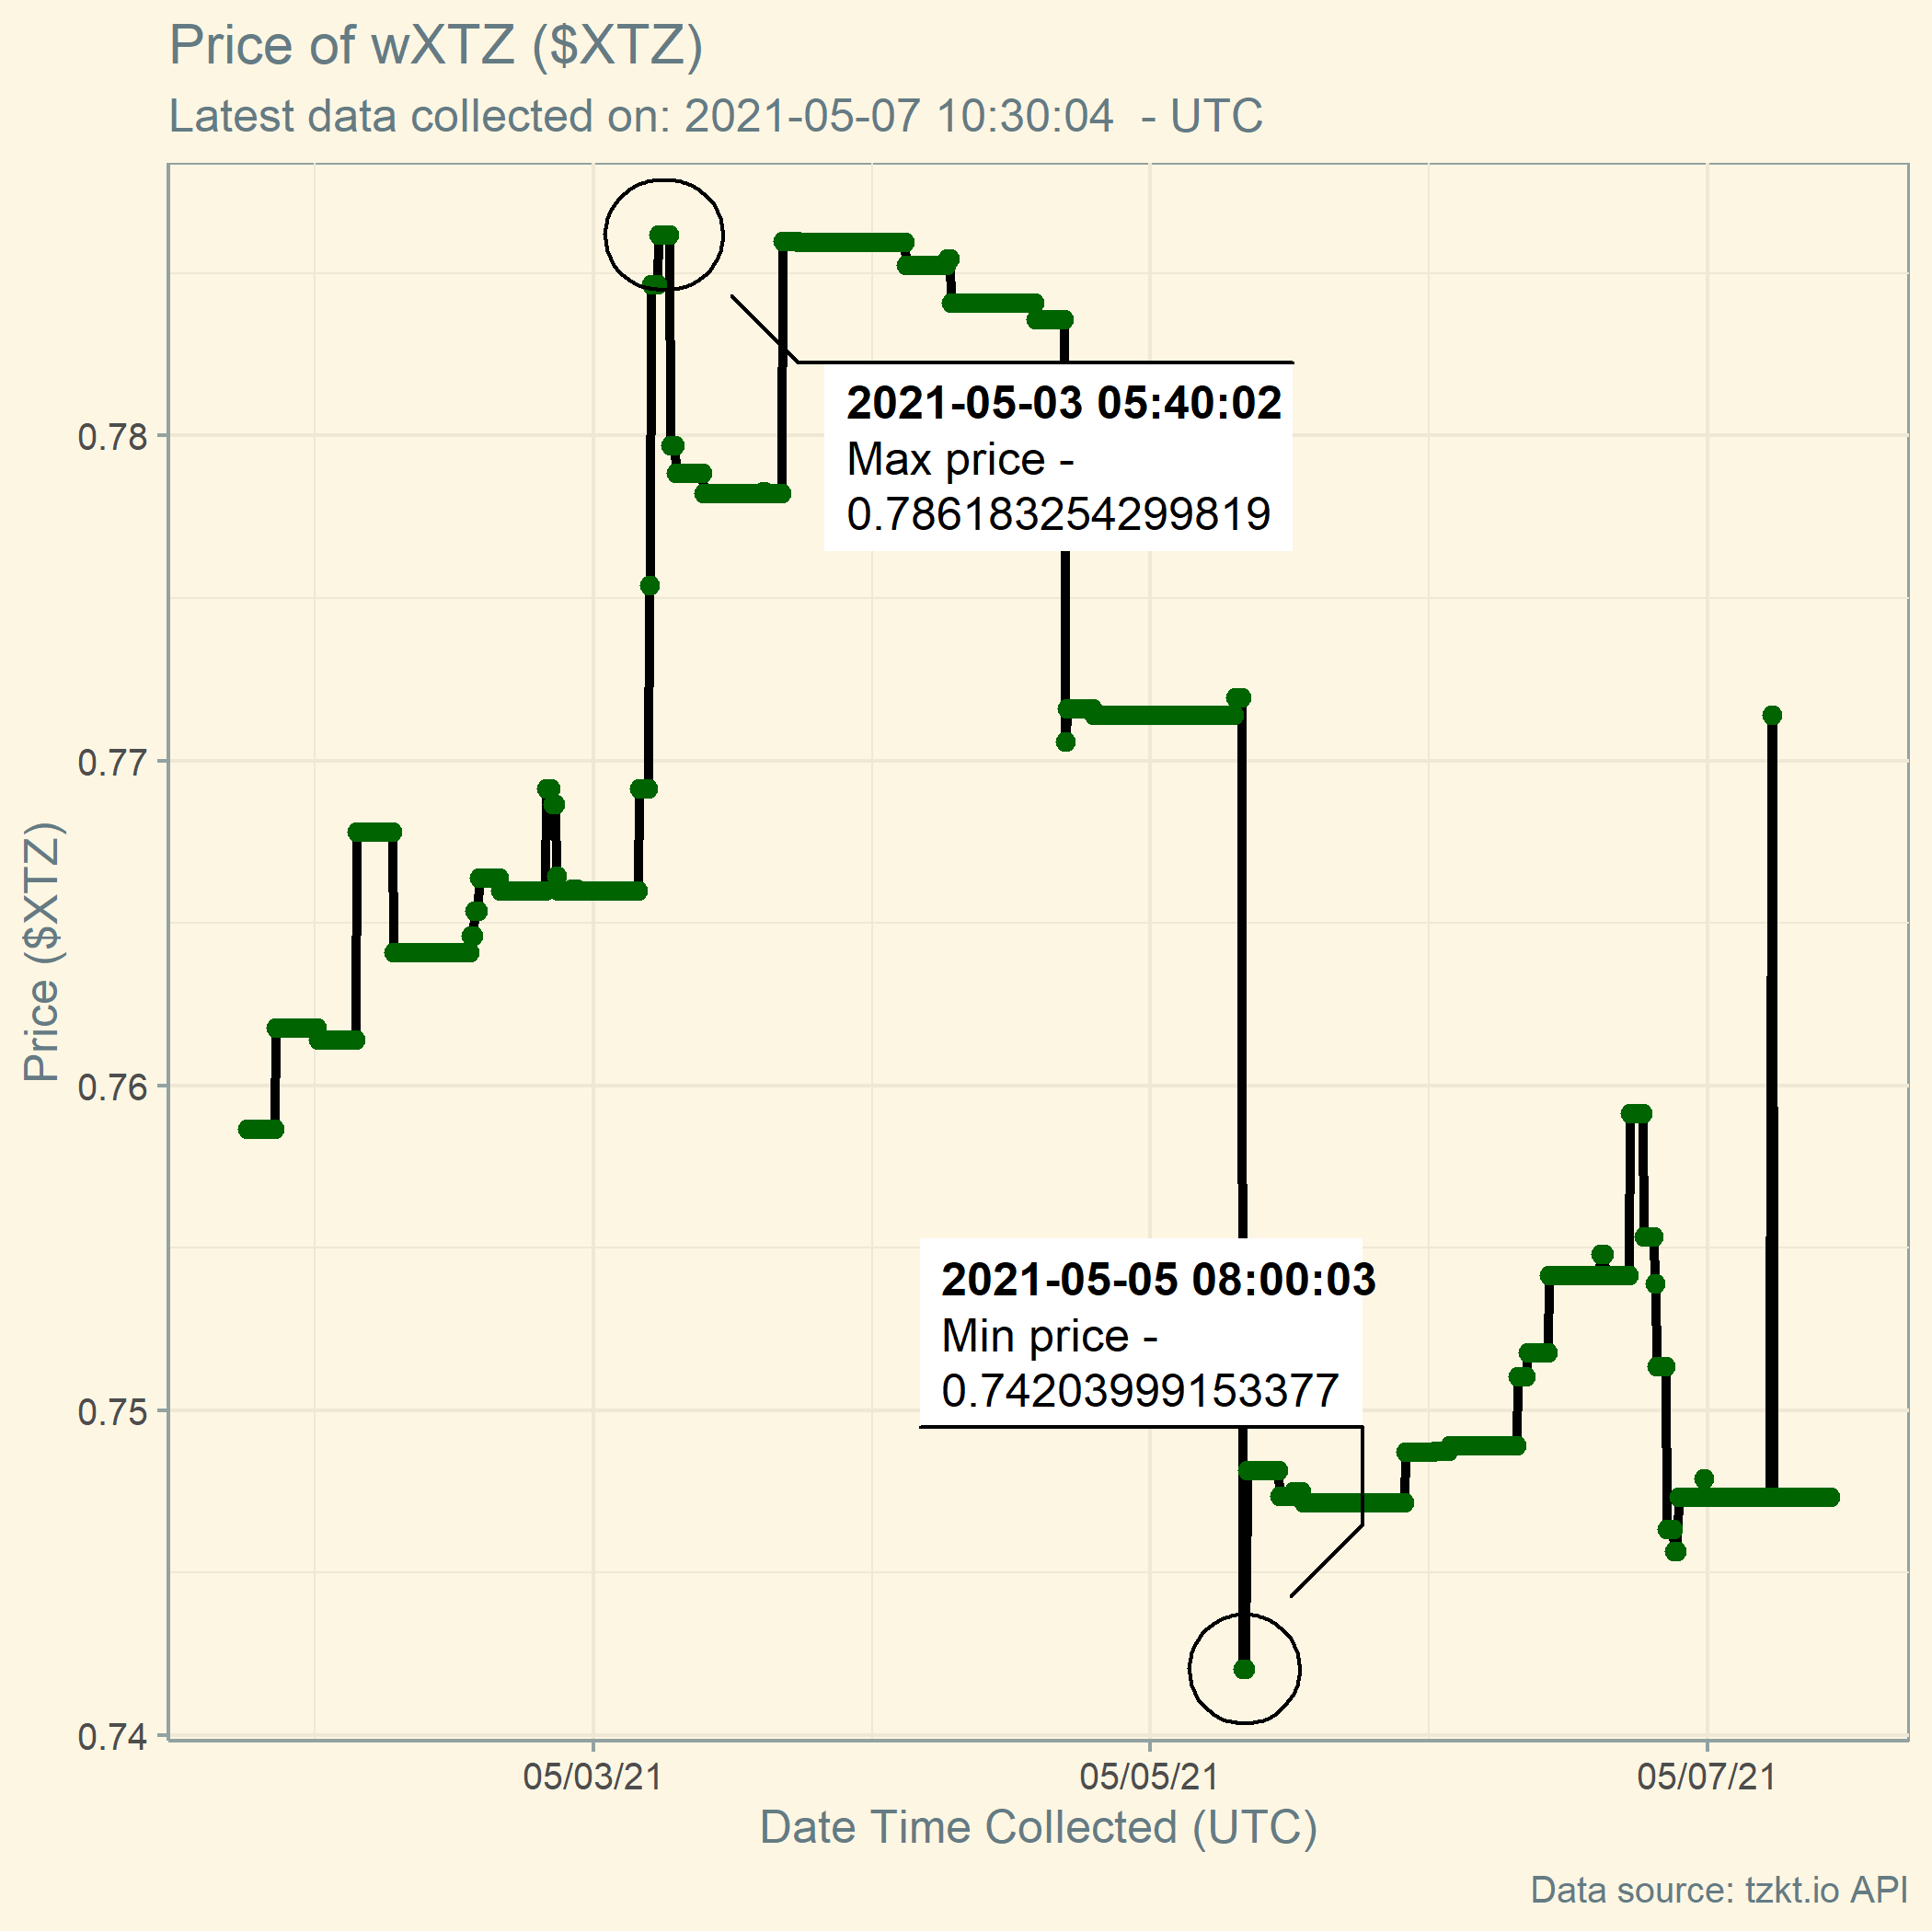 Price of wXTZ ($XTZ)
Latest data collected on: 2021-05-07 10:30:04  - UTC
Price ($XTZ)
0.78
0.77
0.76
0.75
0.74
2021-05-03 05:40:02
Max price -
0.786183254299819
2021-05-05 08:00:03
Min price -
0.74203999153377
05/03/21
05/05/21
05/07/21
Date Time Collected (UTC)
Data source: tzkt.io API